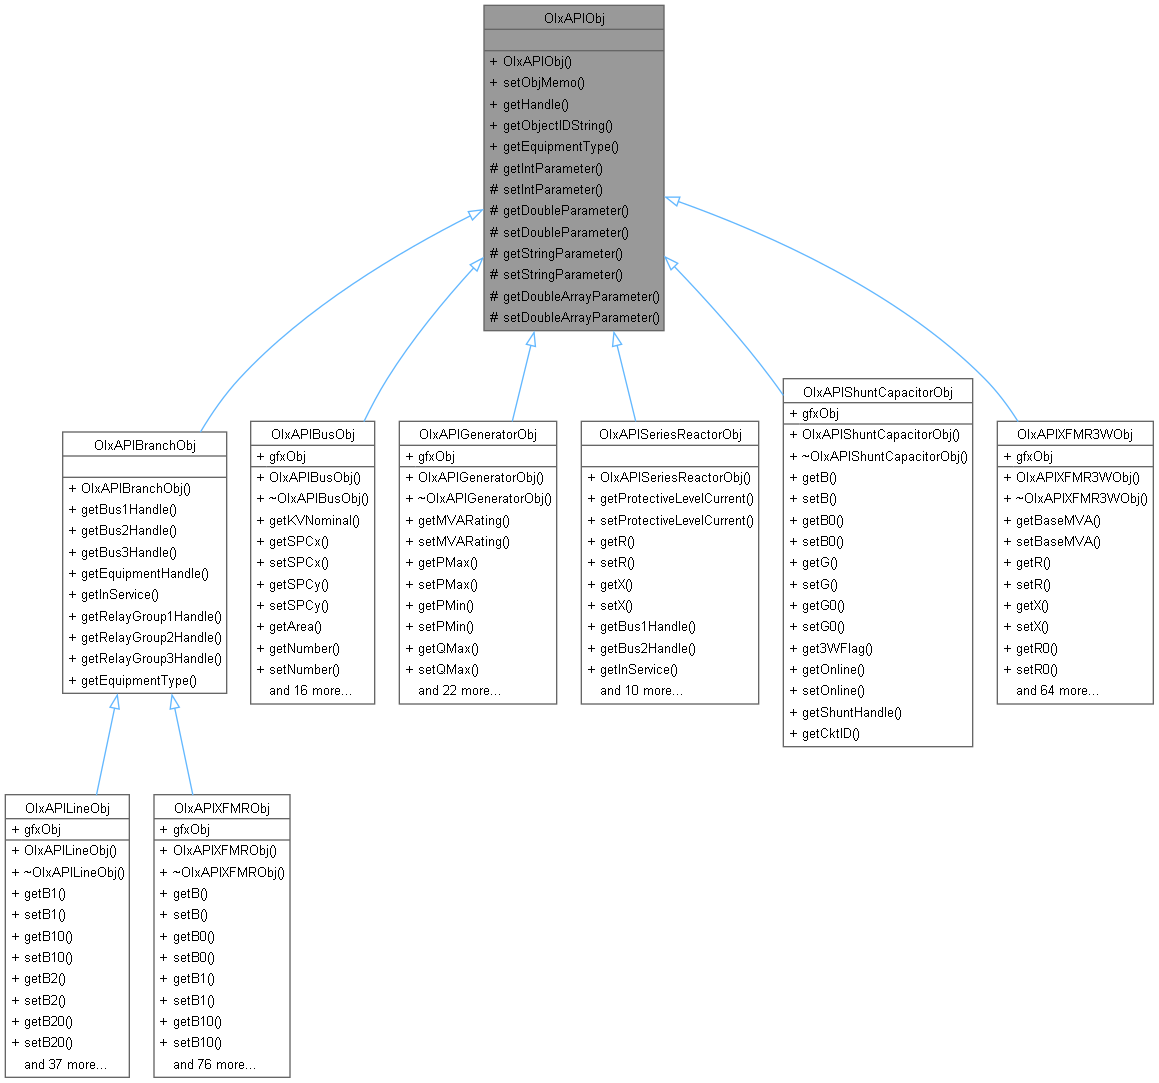 OlxAPIObj
+ OlxAPIObj()
+ setObjMemo()
+ getHandle()
+ getObjectIDString()
+ getEquipmentType()
# getIntParameter()
# setIntParameter()
# getDoubleParameter()
# setDoubleParameter()
# getStringParameter()
# setStringParameter()
# getDoubleArrayParameter()
# setDoubleArrayParameter()
OlxAPIBranchObj
+ OlxAPIBranchObj()
+ getBus1Handle()
+ getBus2Handle()
+ getBus3Handle()
+ getEquipmentHandle()
+ getInService()
+ getRelayGroup1Handle()
+ getRelayGroup2Handle()
+ getRelayGroup3Handle()
+ getEquipmentType()
OlxAPIBusObj
+ gfxObj
+ OlxAPIBusObj()
+ ~OlxAPIBusObj()
+ getKVNominal()
+ getSPCx()
+ setSPCx()
+ getSPCy()
+ setSPCy()
+ getArea()
+ getNumber()
+ setNumber()
and 16 more...
OlxAPIGeneratorObj
+ gfxObj
+ OlxAPIGeneratorObj()
+ ~OlxAPIGeneratorObj()
+ getMVARating()
+ setMVARating()
+ getPMax()
+ setPMax()
+ getPMin()
+ setPMin()
+ getQMax()
+ setQMax()
and 22 more...
OlxAPISeriesReactorObj
+ OlxAPISeriesReactorObj()
+ getProtectiveLevelCurrent()
+ setProtectiveLevelCurrent()
+ getR()
+ setR()
+ getX()
+ setX()
+ getBus1Handle()
+ getBus2Handle()
+ getInService()
and 10 more...
OlxAPIShuntCapacitorObj
+ gfxObj
+ OlxAPIShuntCapacitorObj()
+ ~OlxAPIShuntCapacitorObj()
+ getB()
+ setB()
+ getB0()
+ setB0()
+ getG()
+ setG()
+ getG0()
+ setG0()
+ get3WFlag()
+ getOnline()
+ setOnline()
+ getShuntHandle()
+ getCktID()
OlxAPIXFMR3WObj
+ gfxObj
+ OlxAPIXFMR3WObj()
+ ~OlxAPIXFMR3WObj()
+ getBaseMVA()
+ setBaseMVA()
+ getR()
+ setR()
+ getX()
+ setX()
+ getR0()
+ setR0()
and 64 more...
OlxAPILineObj
+ gfxObj
+ OlxAPILineObj()
+ ~OlxAPILineObj()
+ getB1()
+ setB1()
+ getB10()
+ setB10()
+ getB2()
+ setB2()
+ getB20()
+ setB20()
and 37 more...
OlxAPIXFMRObj
+ gfxObj
+ OlxAPIXFMRObj()
+ ~OlxAPIXFMRObj()
+ getB()
+ setB()
+ getB0()
+ setB0()
+ getB1()
+ setB1()
+ getB10()
+ setB10()
and 76 more...